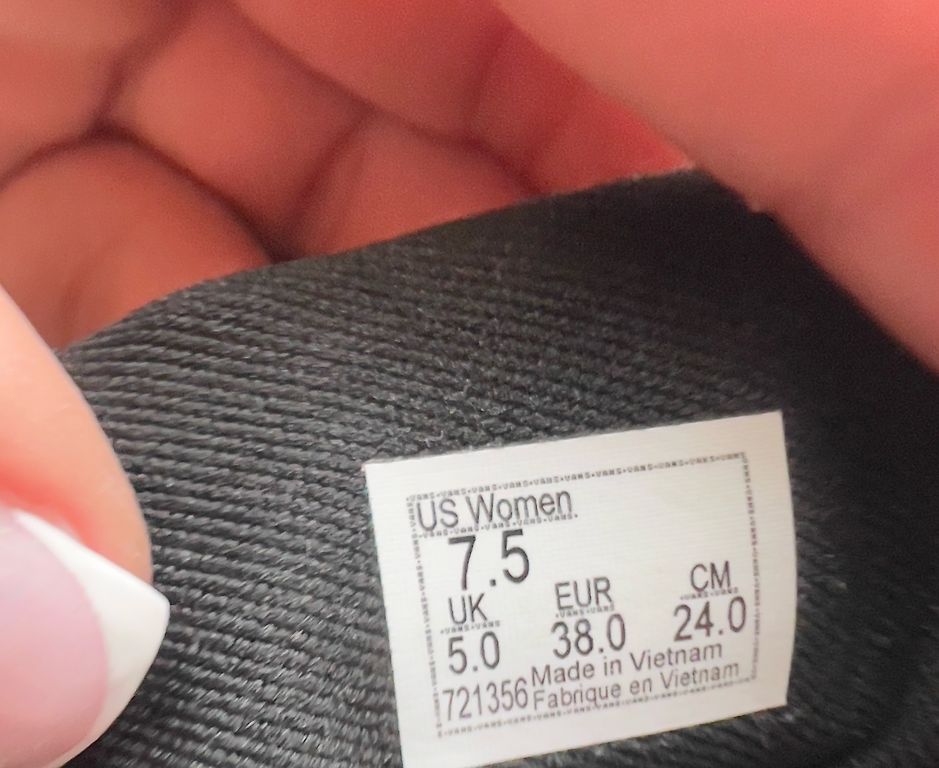 US Women
7.5
UK EUR CM
5.0 38.0 24.0
721356 Made in Vietnam
Fabrique en Vietnam